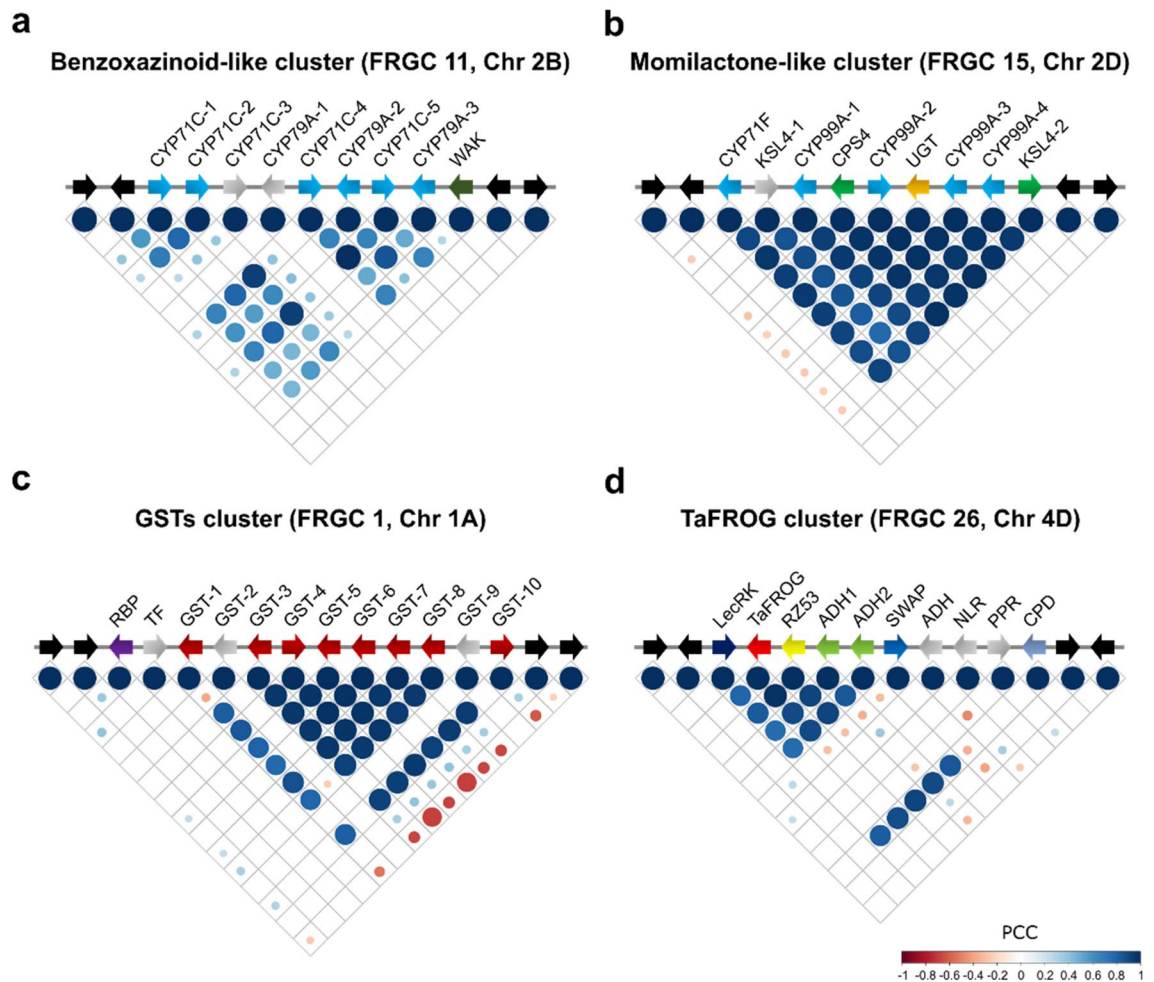 a
Benzoxazinoid-like cluster (FRGC 11, Chr 2B)
CYP71C-1
CYP71C-2
CYP71C-3
CYP79A-1
CYP71C-4
CYP79A-2
CYP71C-5
CYP79A-3
WAK
b
Momilactone-like cluster (FRGC 15, Chr 2D)
CYP71F
KSL4-1
CYP99A-1
CPS4
CYP99A-2
UGT
CYP99A-3
CYP99A-4
KSL4-2
c
GSTs cluster (FRGC 1, Chr 1A)
RBP
TF
GST-1
GST-2
GST-3
GST-4
GST-5
GST-6
GST-7
GST-8
GST-9
GST-10
d
TaFROG cluster (FRGC 26, Chr 4D)
LecRK
TaFROG
RZ53
ADH1
ADH2
SWAP
ADH
NLR
PPR
CPD
PCC
-1 -0.8 -0.6 -0.4 -0.2 0 0.2 0.4 0.6 0.8 1